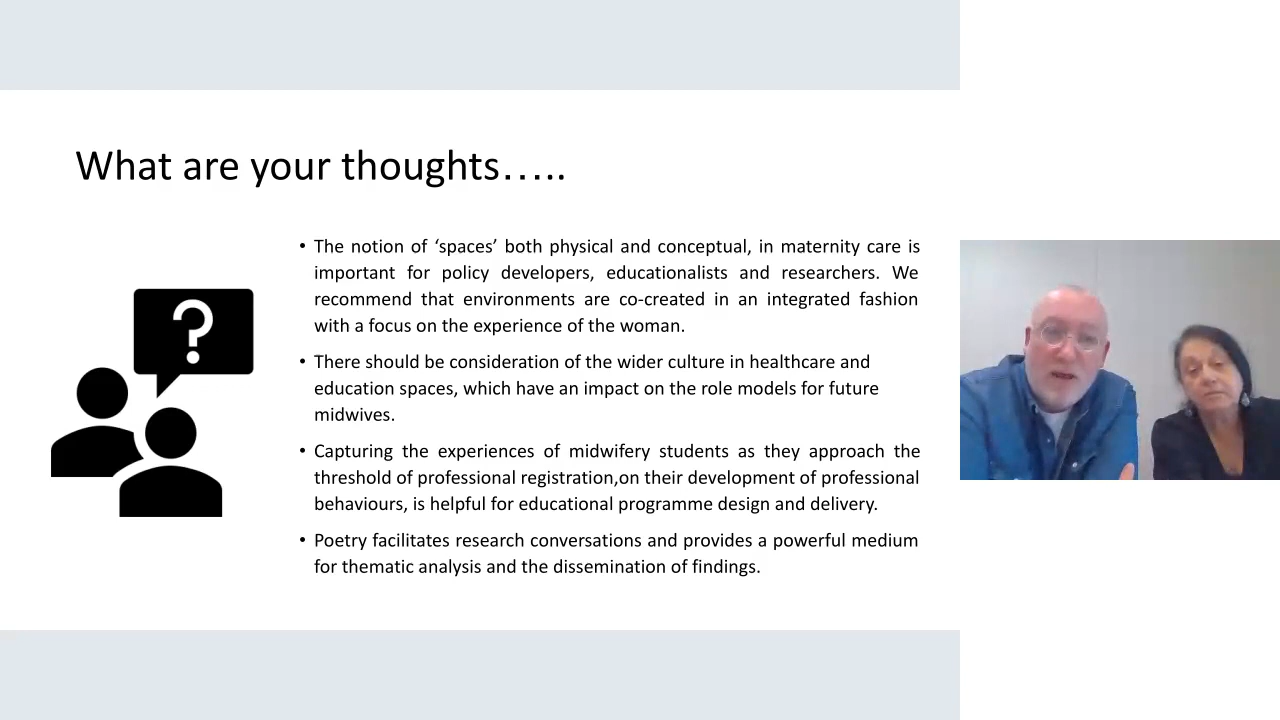 What are your thoughts…..
• The notion of ‘spaces’ both physical and conceptual, in maternity care is
important for policy developers, educationalists and researchers. We
recommend that environments are co-created in an integrated fashion
with a focus on the experience of the woman.
• There should be consideration of the wider culture in healthcare and
education spaces, which have an impact on the role models for future
midwives.
• Capturing the experiences of midwifery students as they approach the
threshold of professional registration,on their development of professional
behaviours, is helpful for educational programme design and delivery.
• Poetry facilitates research conversations and provides a powerful medium
for thematic analysis and the dissemination of findings.